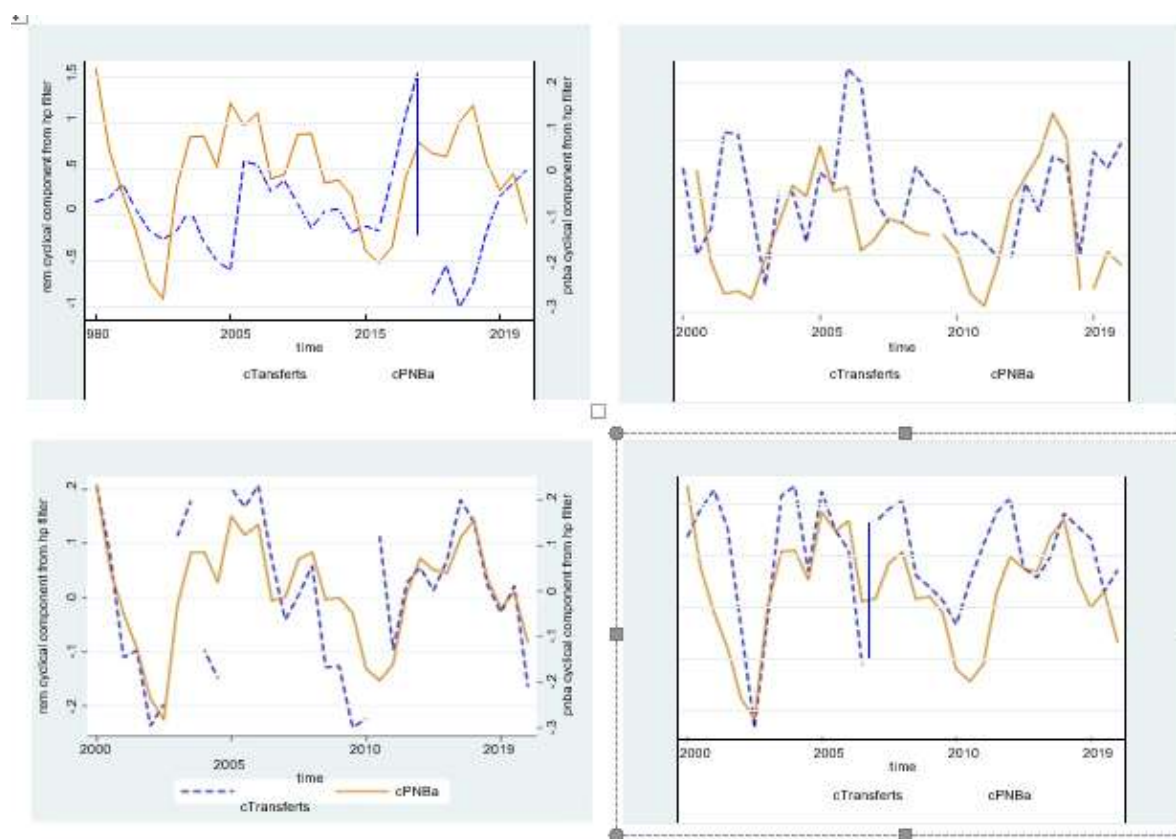 rem cyclical component from hp filter
1.5
1
.5
0
-.5
-1
.2
.1
0
-.1
-.2
-.3
pnba cyclical component from hp filter
980 2005 2015 2019
time
cTansferts cPNBa
2000 2005 2010 2019
time
cTransferts cPNBa
rem cyclical component from hp filter
.2
.1
0
-.1
-.2
.2
.1
0
-.1
-.2
-.3
pnba cyclical component from hp filter
2000 2005 2010 2019
time
cTransferts cPNBa
2000 2005 2010 2019
time
cTransferts cPNBa